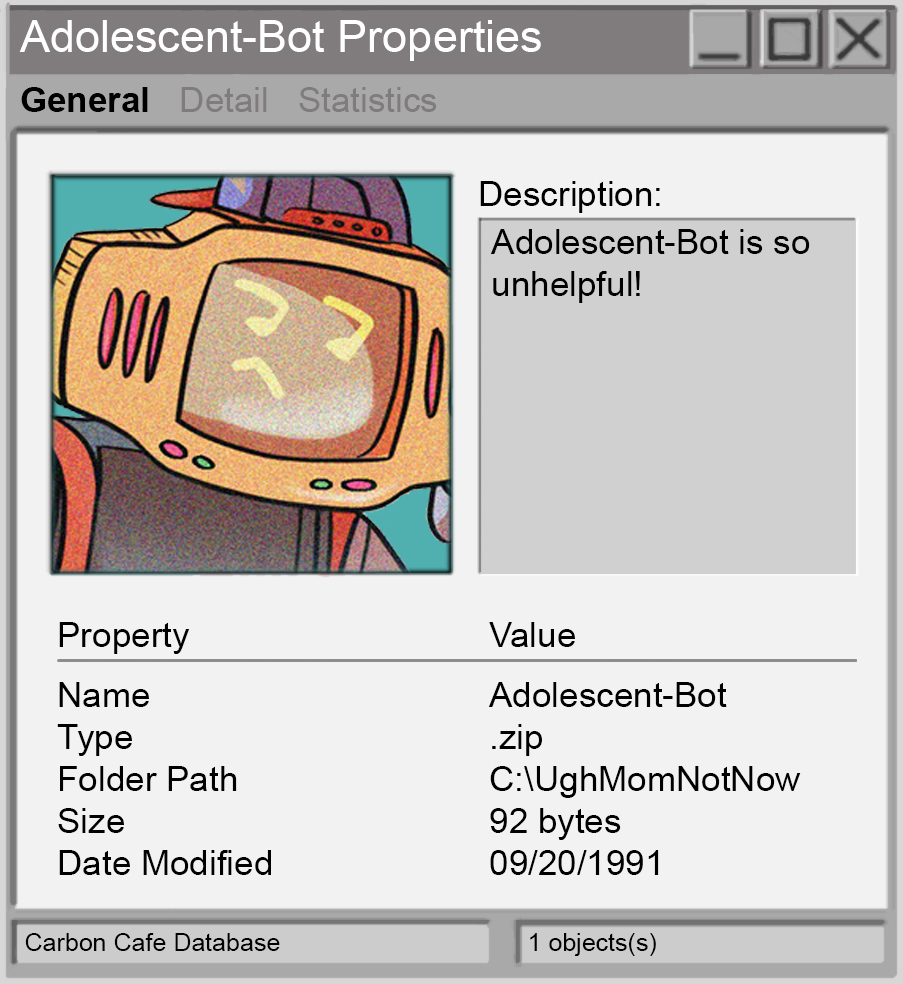 Adolescent-Bot Properties
General Detail Statistics
Description:
Adolescent-Bot is so
unhelpful!
Property Value
Name Adolescent-Bot
Type .zip
Folder Path C:\UghMomNotNow
Size 92 bytes
Date Modified 09/20/1991
Carbon Cafe Database 1 objects(s)